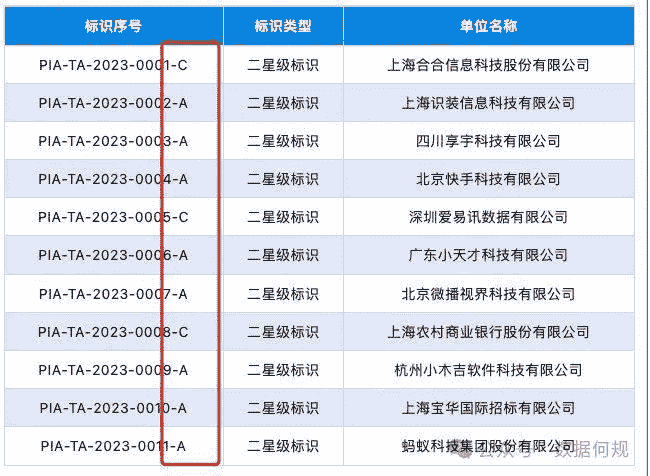 标识序号 标识类型 单位名称
PIA-TA-2023-0001-C 二星级标识 上海合合信息科技股份有限公司
PIA-TA-2023-0002-A 二星级标识 上海识装信息科技有限公司
PIA-TA-2023-0003-A 二星级标识 四川享宇科技有限公司
PIA-TA-2023-0004-A 二星级标识 北京快手科技有限公司
PIA-TA-2023-0005-C 二星级标识 深圳爱易讯数据有限公司
PIA-TA-2023-0006-A 二星级标识 广东小天才科技有限公司
PIA-TA-2023-0007-A 二星级标识 北京微播视界科技有限公司
PIA-TA-2023-0008-C 二星级标识 上海农村商业银行股份有限公司
PIA-TA-2023-0009-A 二星级标识 杭州小木吉软件科技有限公司
PIA-TA-2023-0010-A 二星级标识 上海宝华国际招标有限公司
PIA-TA-2023-0011-A 二星级标识 蚂蚁科技集团股份有限公司
公众号 · 数据何规